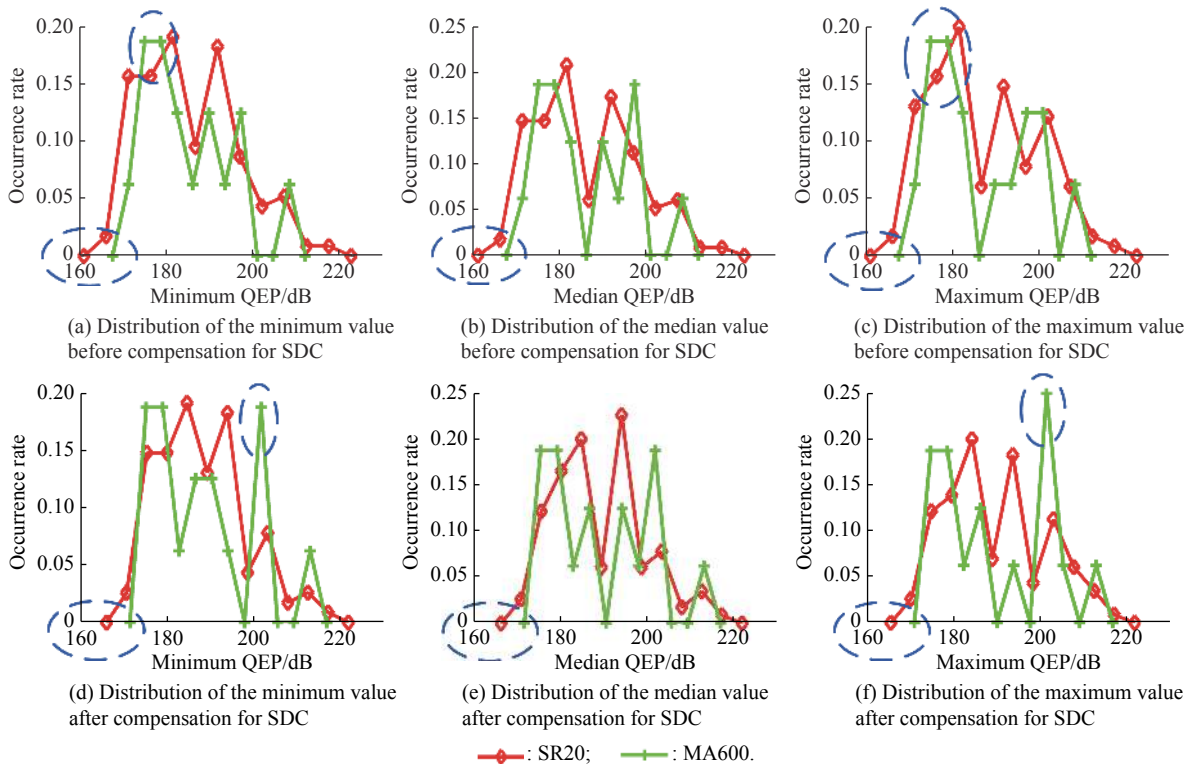 0.20
0.15
0.10
0.05
0
160 180 200 220
Occurrence rate
Minimum QEP/dB
(a) Distribution of the minimum value
before compensation for SDC
0.25
0.20
0.15
0.10
0.05
0
160 180 200 220
Occurrence rate
Median QEP/dB
(b) Distribution of the median value
before compensation for SDC
0.20
0.15
0.10
0.05
0
160 180 200 220
Occurrence rate
Maximum QEP/dB
(c) Distribution of the maximum value
before compensation for SDC
0.20
0.15
0.10
0.05
0
160 180 200 220
Occurrence rate
Minimum QEP/dB
(d) Distribution of the minimum value
after compensation for SDC
0.25
0.20
0.15
0.10
0.05
0
160 180 200 220
Occurrence rate
Median QEP/dB
(e) Distribution of the median value
after compensation for SDC
0.25
0.20
0.15
0.10
0.05
0
160 180 200 220
Occurrence rate
Maximum QEP/dB
(f) Distribution of the maximum value
after compensation for SDC
: SR20; : MA600.